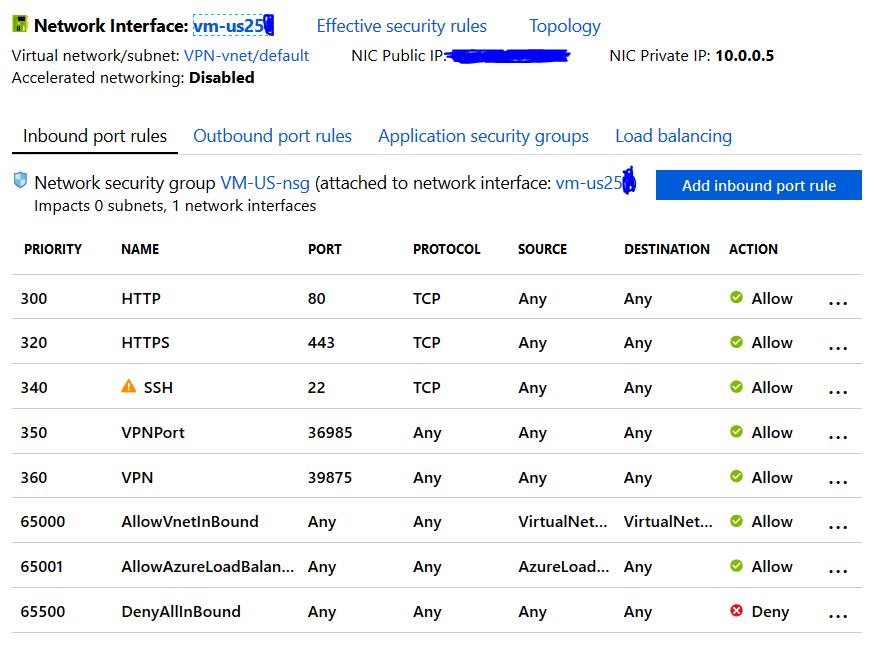 Network Interface: vm-us25 Effective security rules Topology
Virtual network/subnet: VPN-vnet/default NIC Public IP: NIC Private IP: 10.0.0.5
Accelerated networking: Disabled
Inbound port rules Outbound port rules Application security groups Load balancing
Network security group VM-US-nsg (attached to network interface: vm-us25 Add inbound port rule
Impacts 0 subnets, 1 network interfaces
PRIORITY NAME PORT PROTOCOL SOURCE DESTINATION ACTION
300 HTTP 80 TCP Any Any Allow ...
320 HTTPS 443 TCP Any Any Allow ...
340 SSH 22 TCP Any Any Allow ...
350 VPNPort 36985 Any Any Any Allow ...
360 VPN 39875 Any Any Any Allow ...
65000 AllowVnetInBound Any Any VirtualNet... VirtualNet... Allow ...
65001 AllowAzureLoadBalan... Any Any AzureLoad... Any Allow ...
65500 DenyAllInBound Any Any Any Any Deny ...